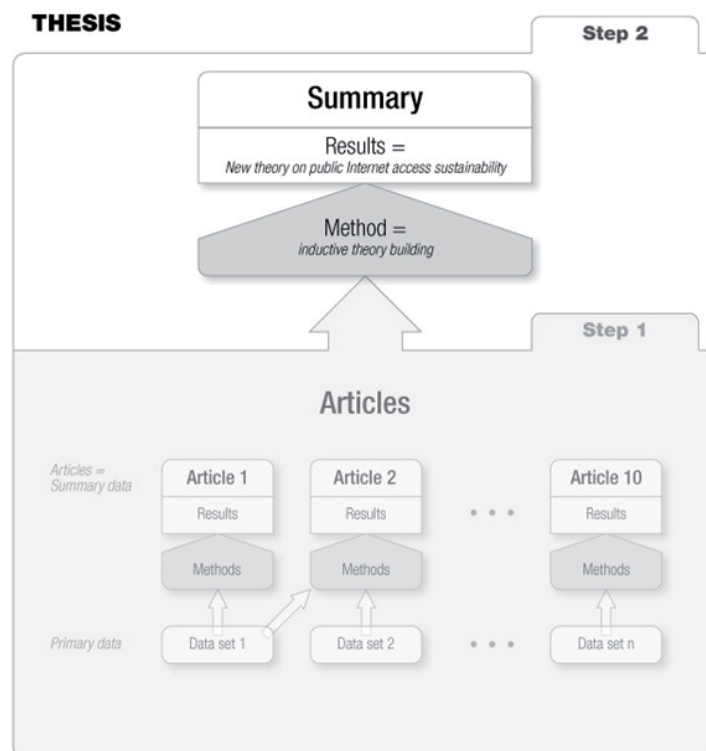 THESIS
Step 2
Summary
Results =
New theory on public Internet access sustainability
Method =
inductive theory building
Step 1
Articles
Articles =
Summary data
Article 1
Article 2
• • •
Article 10
Results
Results
Results
Methods
Methods
Methods
Primary data
Data set 1
Data set 2
• • •
Data set n